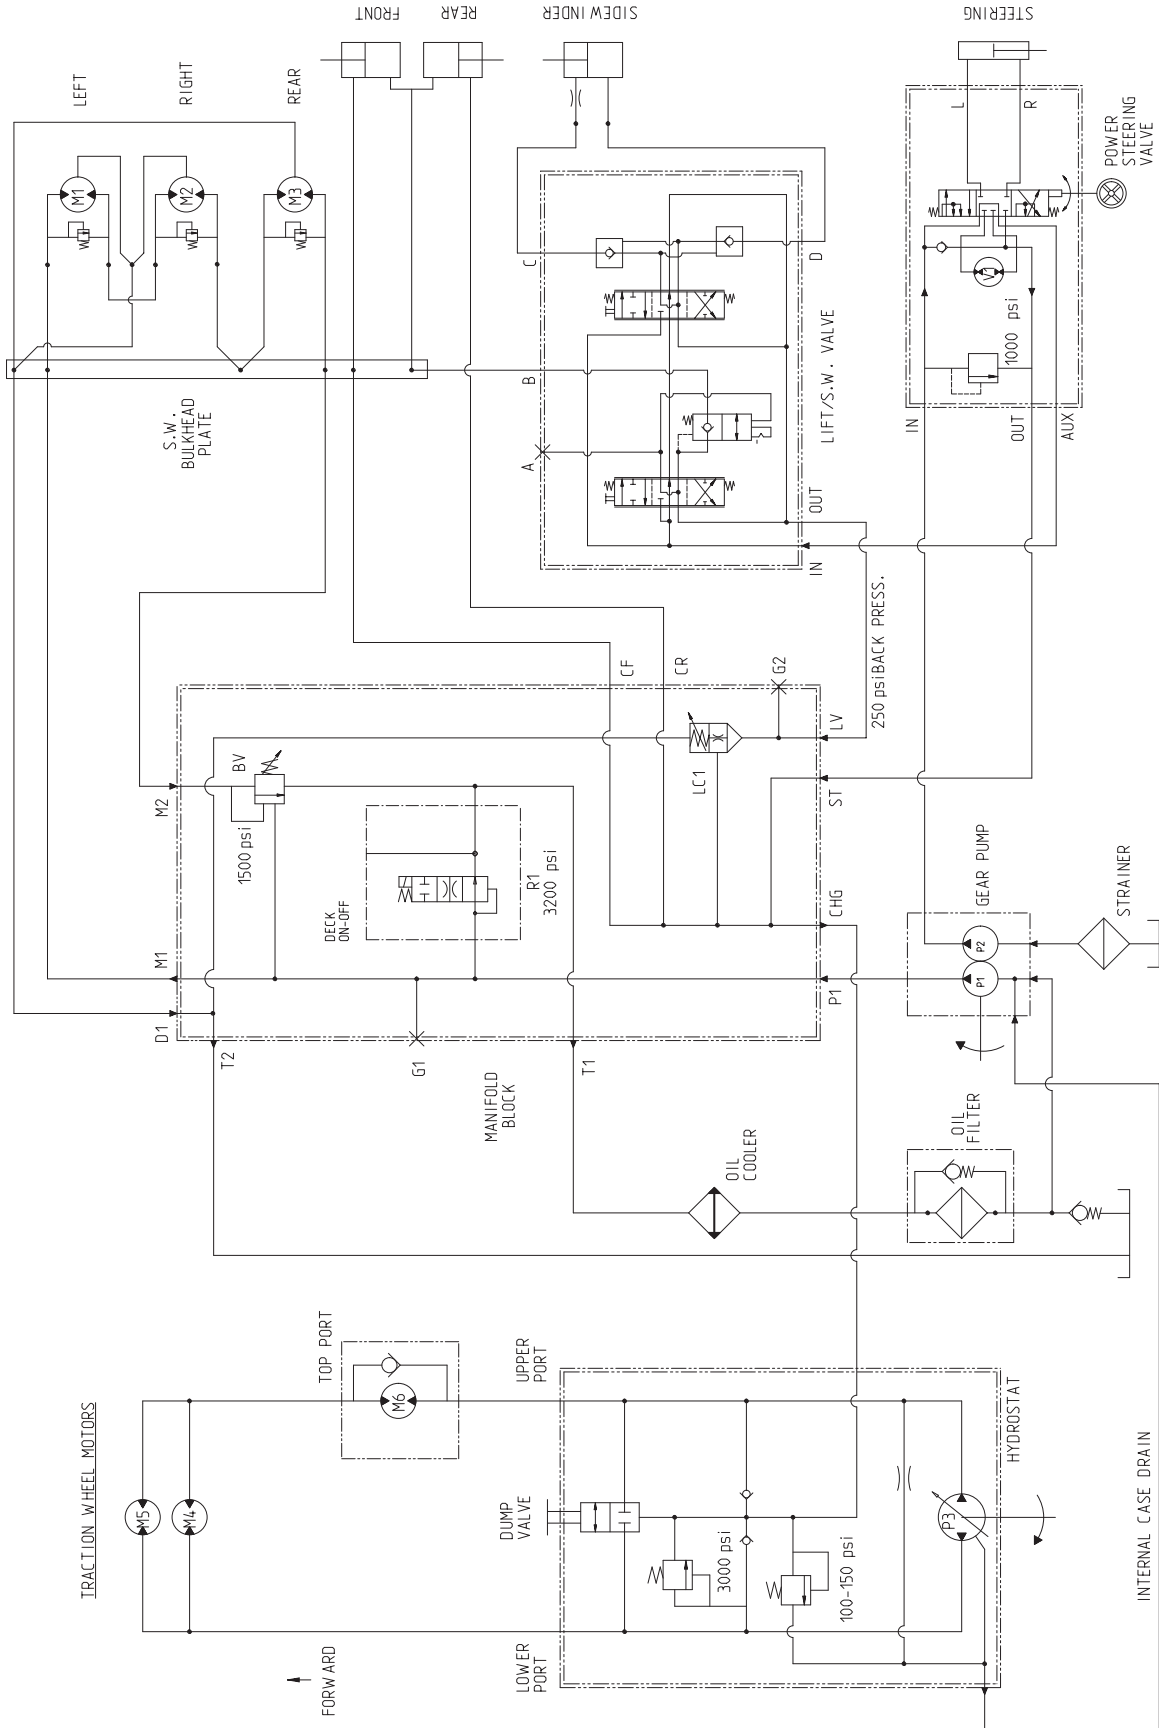 FRONT
REAR
SIDEWINDER
STEERING
LEFT
RIGHT
REAR
M1
M2
M3
S.W.
BULKHEAD
PLATE
C
D
B
A
LIFT/S.W. VALVE
OUT
IN
L
R
POWER
STEERING
VALVE
V1
1000 psi
IN
OUT
AUX
250 psiBACK PRESS.
CF
CR
G2
LV
LC1
ST
BV
M2
1500 psi
DECK
ON-OFF
R1
3200 psi
CHG
M1
P1
D1
T2
G1
T1
MANIFOLD
BLOCK
GEAR PUMP
P1
P2
STRAINER
OIL
COOLER
OIL
FILTER
TRACTION WHEEL MOTORS
M5
M4
TOP PORT
M6
UPPER
PORT
DUMP
VALVE
3000 psi
100-150 psi
P3
HYDROSTAT
LOWER
PORT
FORWARD
INTERNAL CASE DRAIN